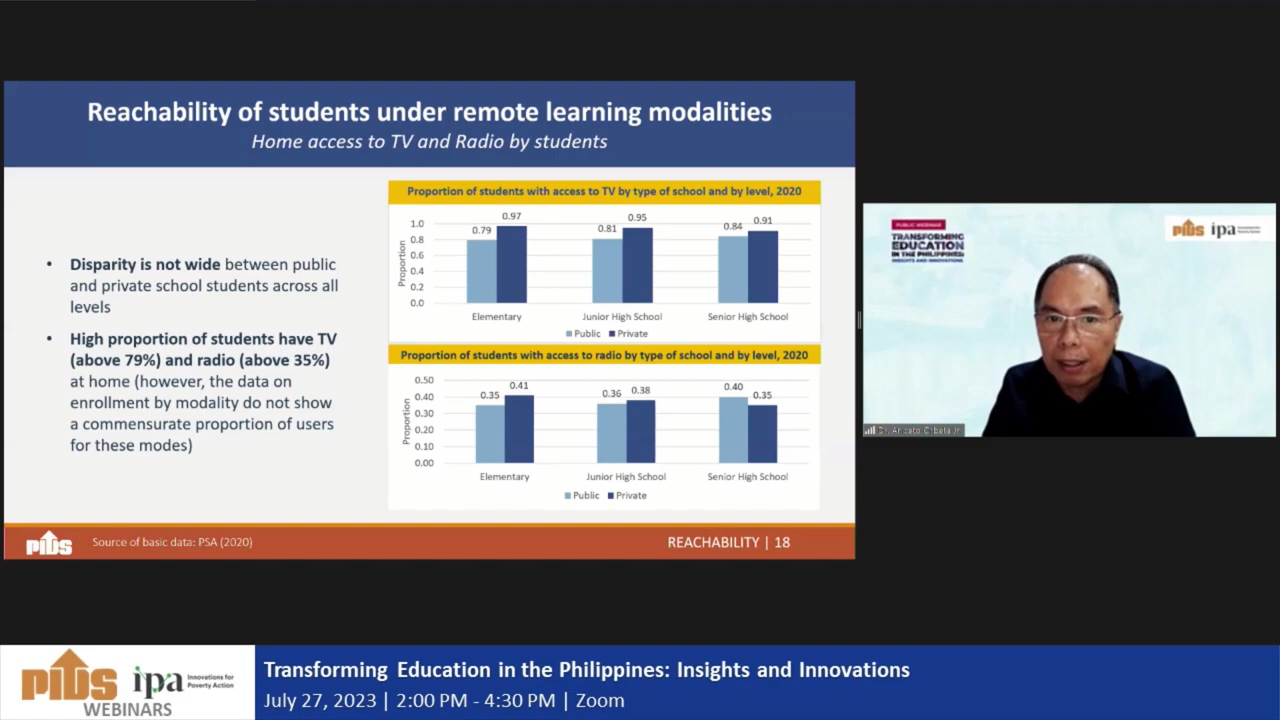 Reachability of students under remote learning modalities
Home access to TV and Radio by students
• Disparity is not wide between public
and private school students across all
levels
• High proportion of students have TV
(above 79%) and radio (above 35%)
at home (however, the data on
enrollment by modality do not show
a commensurate proportion of users
for these modes)
Proportion of students with access to TV by type of school and by level, 2020
Proportion
1.0
0.8
0.6
0.4
0.2
0.0
0.79
0.97
0.81
0.95
0.84
0.91
Elementary
Junior High School
Senior High School
Public Private
Proportion of students with access to radio by type of school and by level, 2020
Proportion
0.50
0.40
0.30
0.20
0.10
0.00
0.35
0.41
0.36
0.38
0.40
0.35
Elementary
Junior High School
Senior High School
Public Private
PIDS
Source of basic data: PSA (2020)
REACHABILITY | 18
PUBLIC WEBINAR
TRANSFORMING
EDUCATION
IN THE PHILIPPINES:
INSIGHTS AND INNOVATIONS
PIDS ipa
PIDS ipa Innovations for
Poverty Action
WEBINARS
Transforming Education in the Philippines: Insights and Innovations
July 27, 2023 | 2:00 PM - 4:30 PM | Zoom